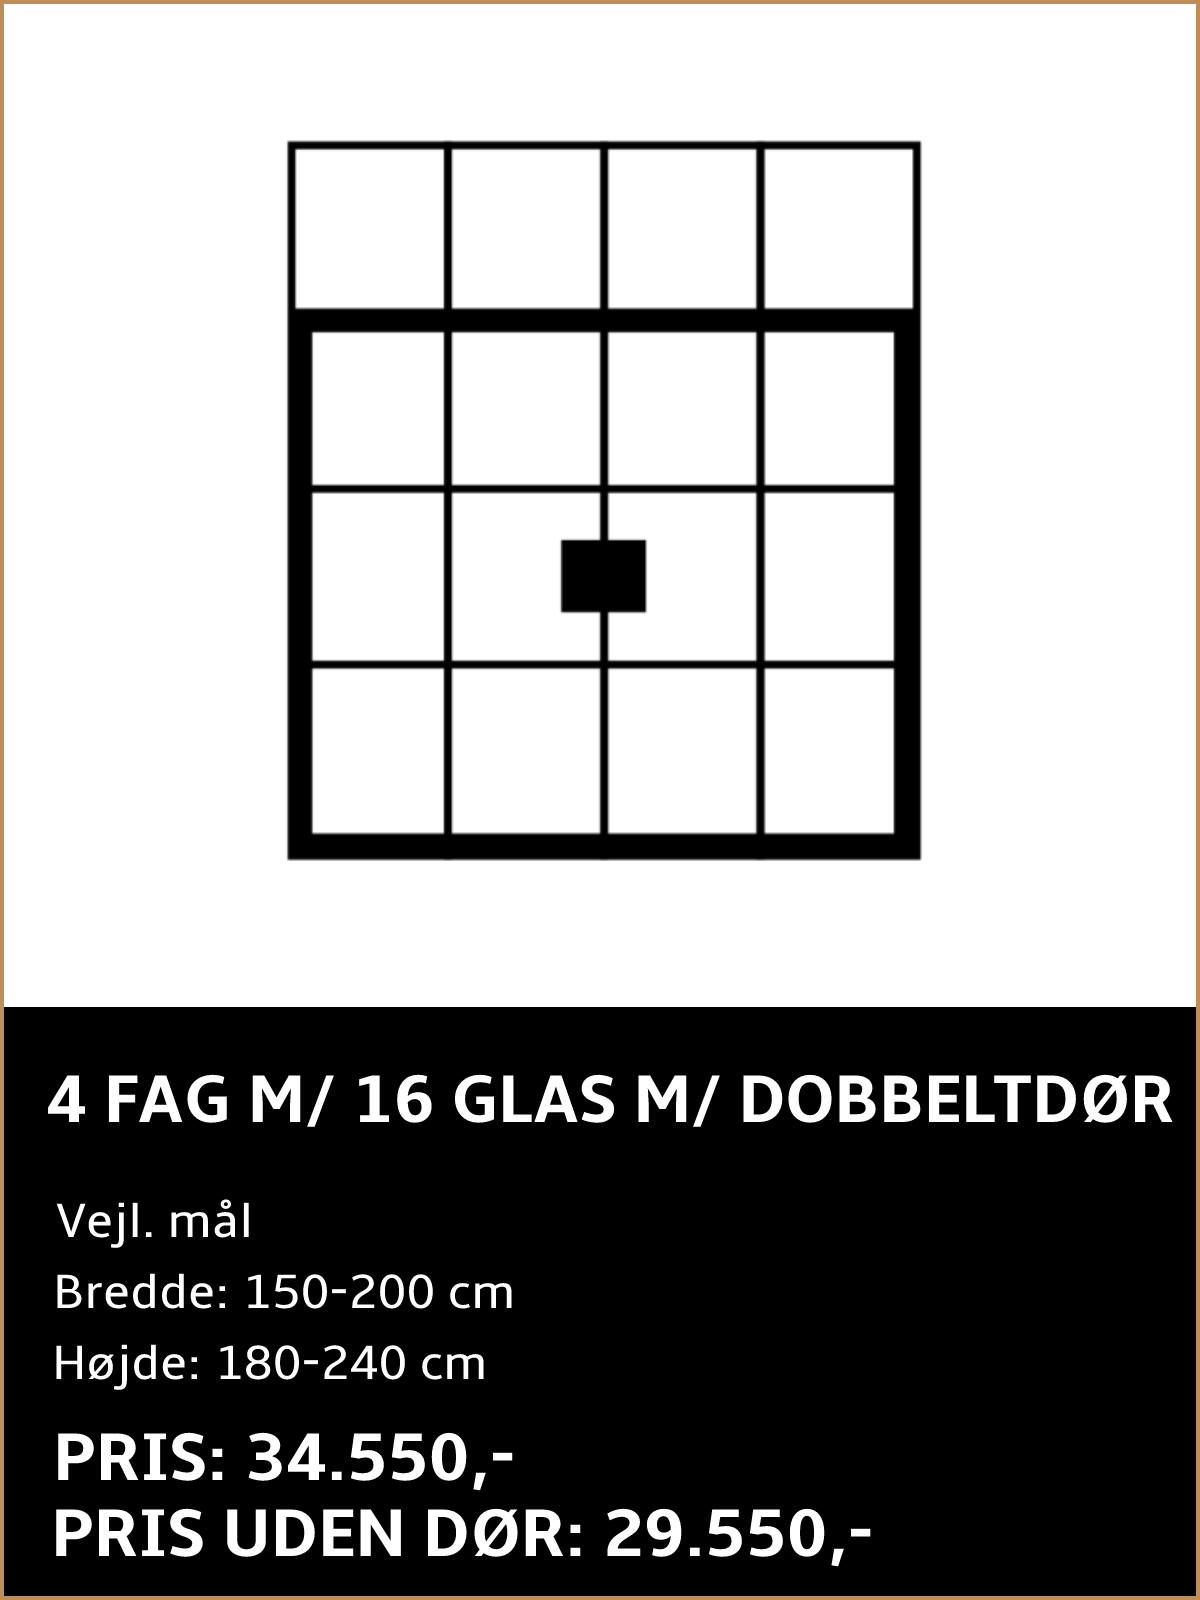 4 FAG M/ 16 GLAS M/ DOBBELTDØR
Vejl. mål
Bredde: 150-200 cm
Højde: 180-240 cm
PRIS: 34.550,-
PRIS UDEN DØR: 29.550,-